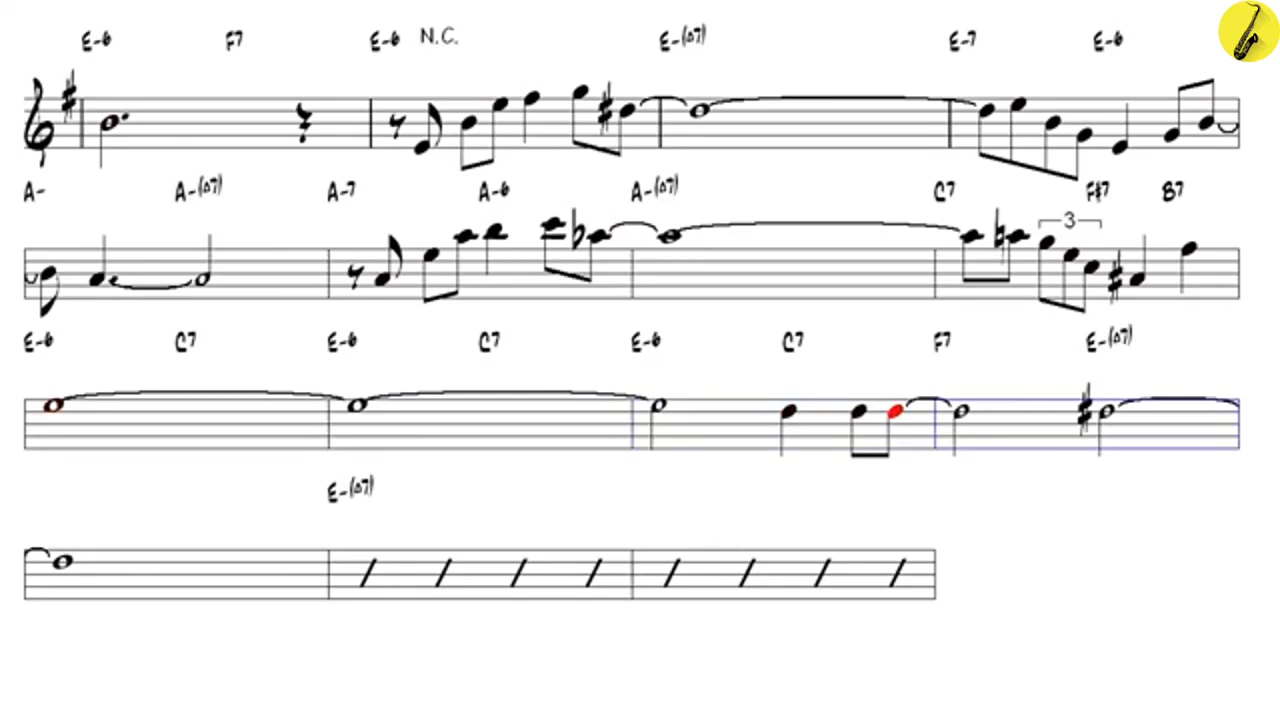 E-6 F7 E-6 N.C. E-(Δ7) E-7 E-6
A- A-(Δ7) A-7 A-6 A-(Δ7) C7 F#7 B7
3
E-6 C7 E-6 C7 E-6 C7 F7 E-(Δ7)
E-(Δ7)